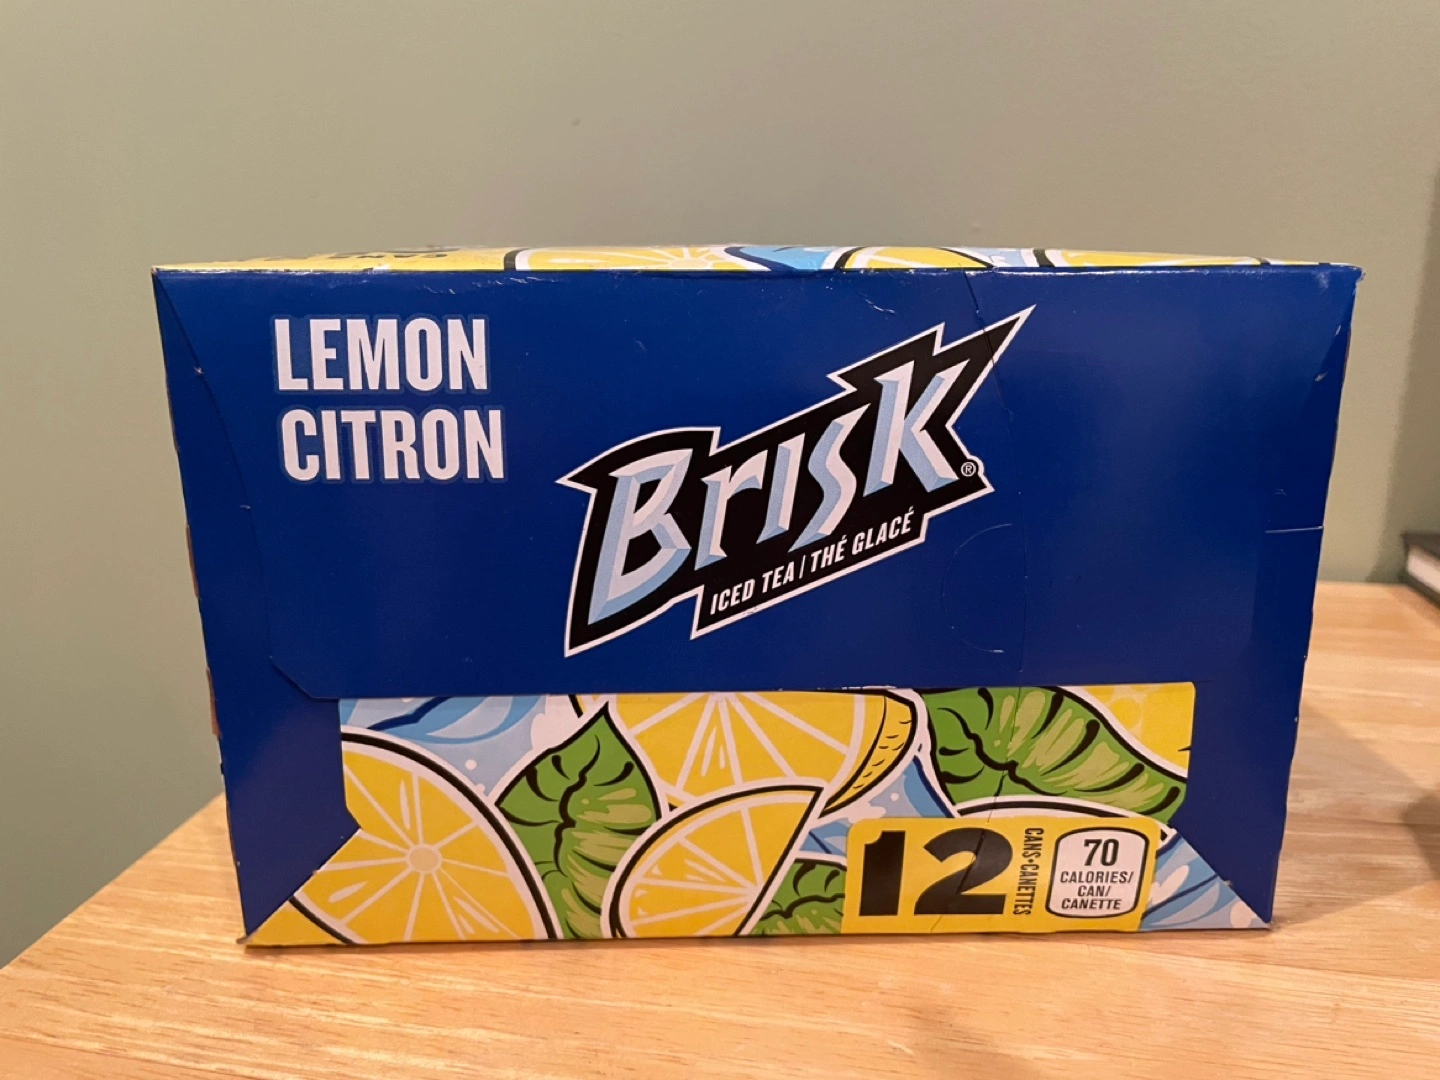 LEMON
CITRON
Brisk®
ICED TEA / THÉ GLACÉ
12
CANS•CANETTES
70
CALORIES/
CAN/
CANETTE